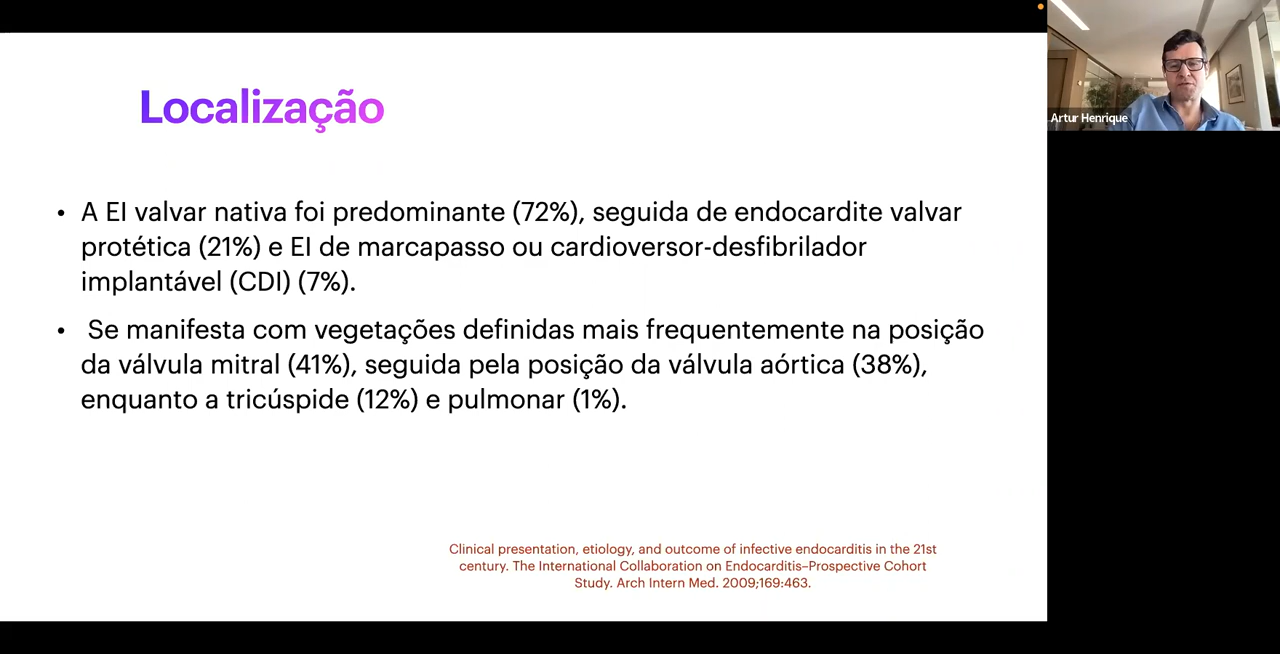 Localização
• A EI valvar nativa foi predominante (72%), seguida de endocardite valvar
protética (21%) e EI de marcapasso ou cardioversor-desfibrilador
implantável (CDI) (7%).
• Se manifesta com vegetações definidas mais frequentemente na posição
da válvula mitral (41%), seguida pela posição da válvula aórtica (38%),
enquanto a tricúspide (12%) e pulmonar (1%).
Clinical presentation, etiology, and outcome of infective endocarditis in the 21st
century. The International Collaboration on Endocarditis–Prospective Cohort
Study. Arch Intern Med. 2009;169:463.
Artur Henrique